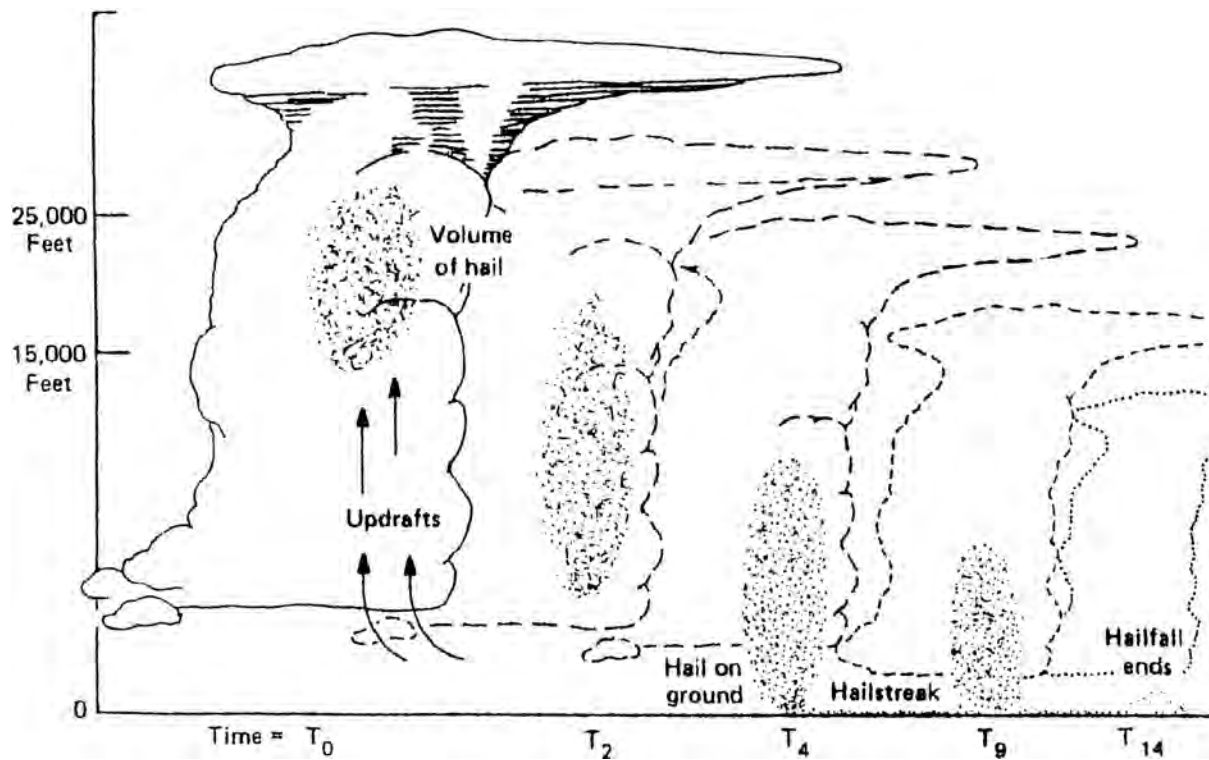 25,000
Feet
Volume
of hail
15,000
Feet
Updrafts
Hail on
ground
Hailstreak
Hailfall
ends
0
Time = T0 T2 T4 T9 T14